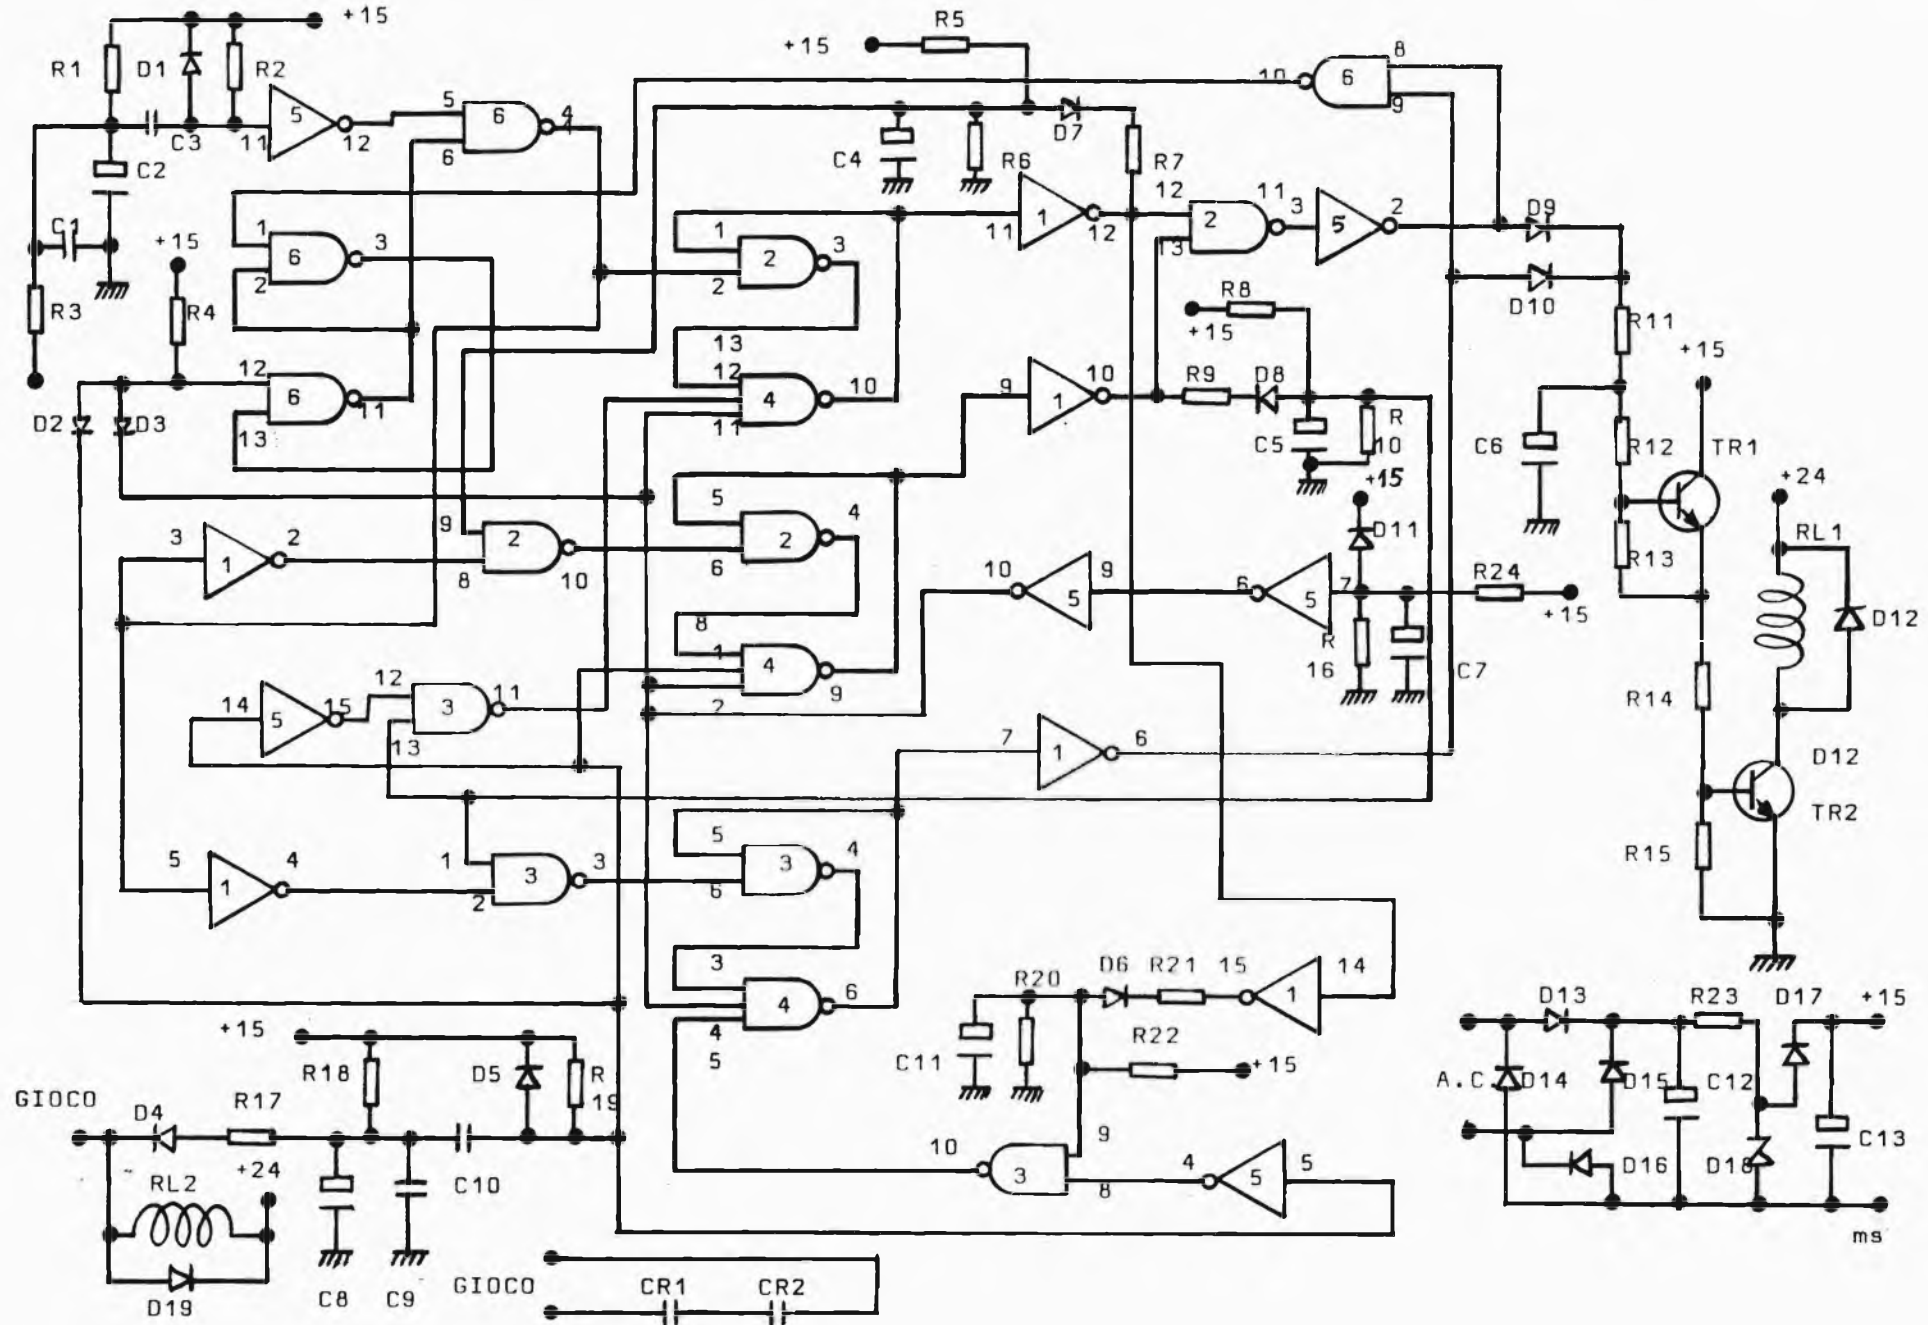 +15
R5
+15
8
R1
D1
R2
10
6
5
9
5
6
4
D7
11
C3
12
6
C4
R6
R7
C2
12
11
1
2
3
5
2
D9
C1
+15
1
6
3
1
2
3
11
12
13
2
2
R8
D10
R3
R4
+15
R11
13
+15
12
6
11
12
4
10
9
1
10
R9
D8
D2
D3
13
11
C5
R
10
C6
R12
TR1
+15
+24
5
4
D11
RL1
3
1
2
9
2
2
8
10
6
10
5
9
6
5
7
R24
R13
+15
D12
8
R
16
1
4
C7
14
5
15
12
3
11
9
2
R14
13
7
1
6
D12
TR2
5
5
1
4
1
3
3
3
4
R15
2
6
3
D6
R21
15
14
R20
1
D13
R23
D17
+15
4
6
+15
4
R22
C11
+15
5
R18
D5
R
19
A.C.
D14
D15
C12
GIOCO
D4
R17
9
10
C13
+24
4
5
5
3
D16
D18
RL2
C10
8
ms
GIOCO
CR1
CR2
D19
C8
C9